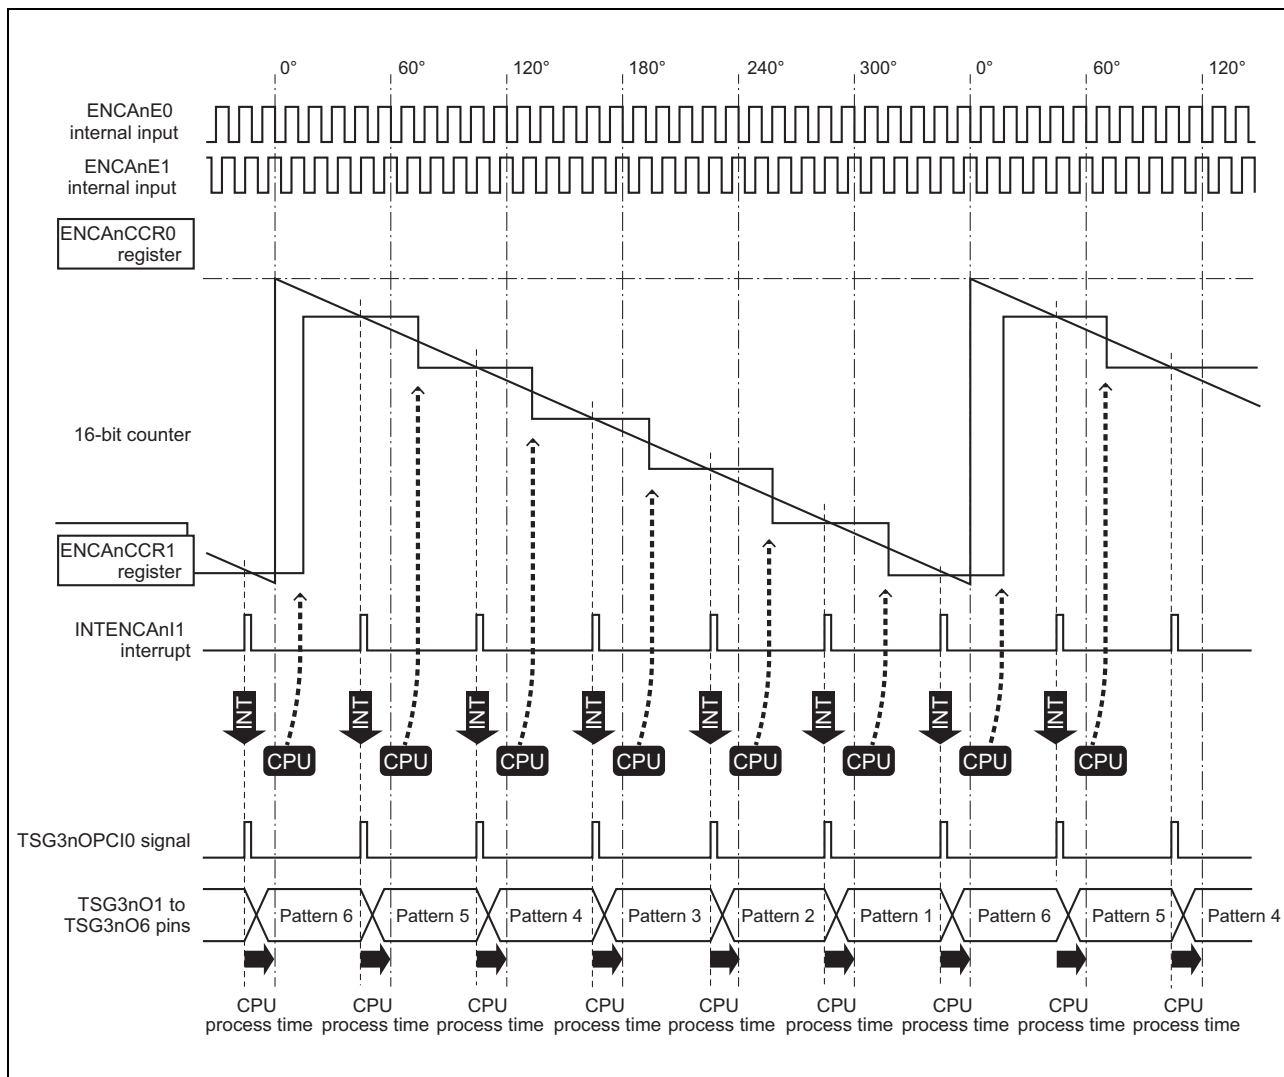 0° 60° 120° 180° 240° 300° 0° 60° 120°
ENCAnE0
internal input
ENCAnE1
internal input
ENCAnCCR0
register
16-bit counter
ENCAnCCR1
register
INTENCAnI1
interrupt
INT INT INT INT INT INT INT INT
CPU CPU CPU CPU CPU CPU CPU CPU
TSG3nOPCI0 signal
TSG3nO1 to
TSG3nO6 pins
Pattern 6 Pattern 5 Pattern 4 Pattern 3 Pattern 2 Pattern 1 Pattern 6 Pattern 5 Pattern 4
CPU CPU CPU CPU CPU CPU CPU CPU CPU
process time process time process time process time process time process time process time process time process time